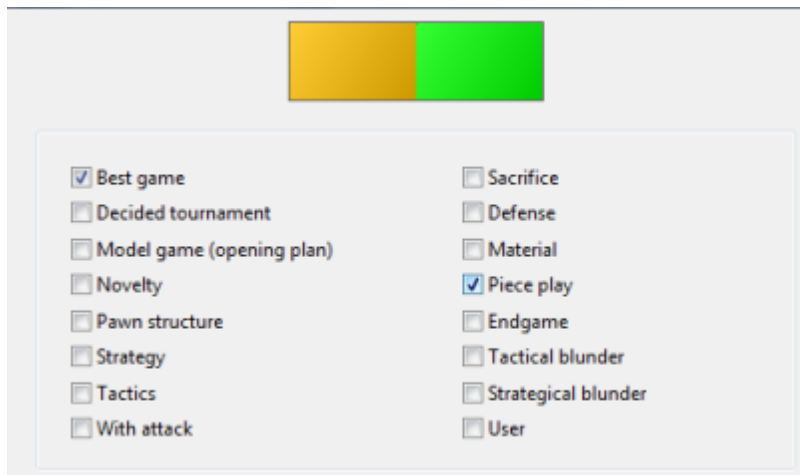 Best game
Decided tournament
Model game (opening plan)
Novelty
Pawn structure
Strategy
Tactics
With attack
Sacrifice
Defense
Material
Piece play
Endgame
Tactical blunder
Strategical blunder
User